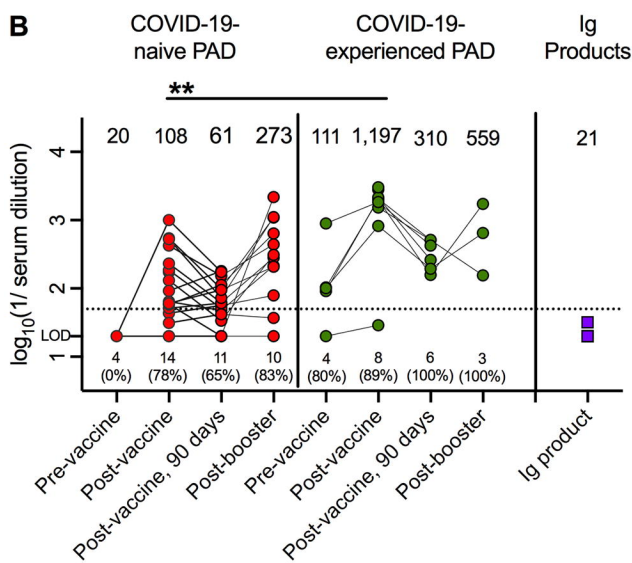 B
COVID-19-
naive PAD
COVID-19-
experienced PAD
Ig
Products
**
20 108 61 273 111 1,197 310 559 21
log10(1/ serum dilution)
4
3
2
LOD
1
4 14 11 10 4 8 6 3
(0%) (78%) (65%) (83%) (80%) (89%) (100%) (100%)
Pre-vaccine
Post-vaccine
Post-vaccine, 90 days
Post-booster
Pre-vaccine
Post-vaccine
Post-vaccine, 90 days
Post-booster
Ig product